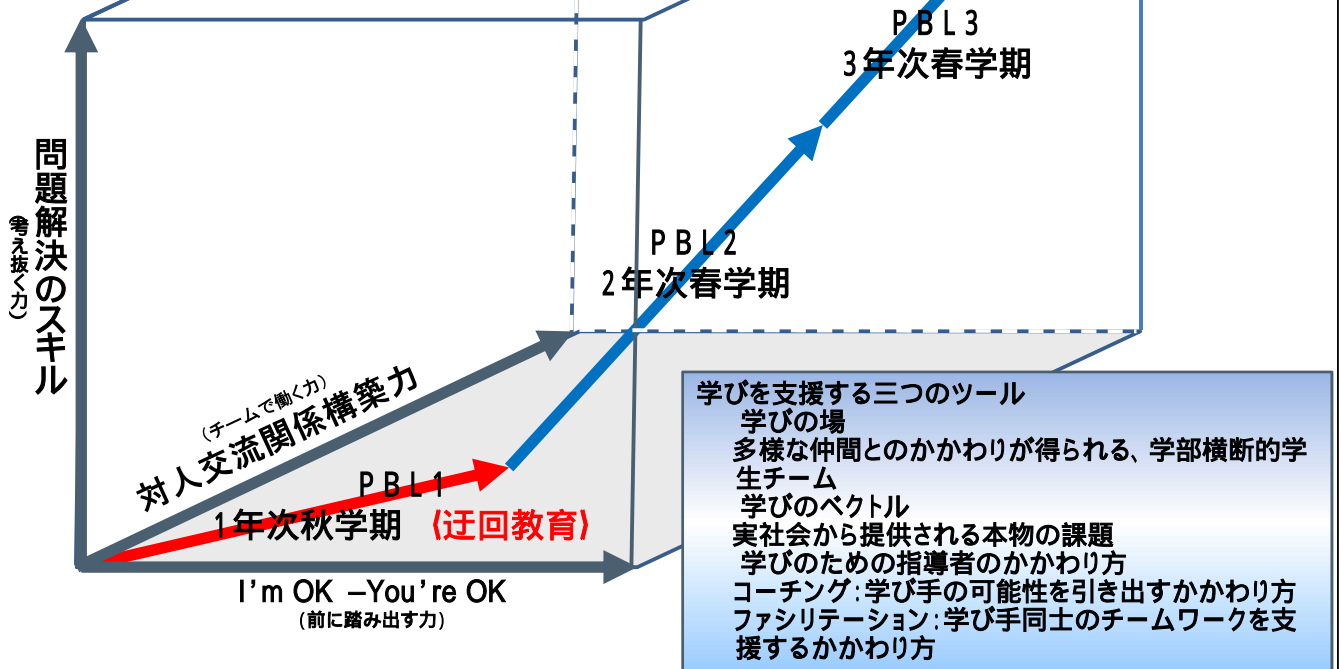 PBL3
3年次春学期
問題解決のスキル
(考え抜く力)
PBL2
2年次春学期
(チームで働く力)
対人交流関係構築力
PBL1
1年次秋学期 《迂回教育》
I'm OK –You're OK
(前に踏み出す力)
学びを支援する三つのツール
学びの場
多様な仲間とのかかわりが得られる、学部横断的学
生チーム
学びのベクトル
実社会から提供される本物の課題
学びのための指導者のかかわり方
コーチング:学び手の可能性を引き出すかかわり方
ファシリテーション:学び手同士のチームワークを支
援するかかわり方